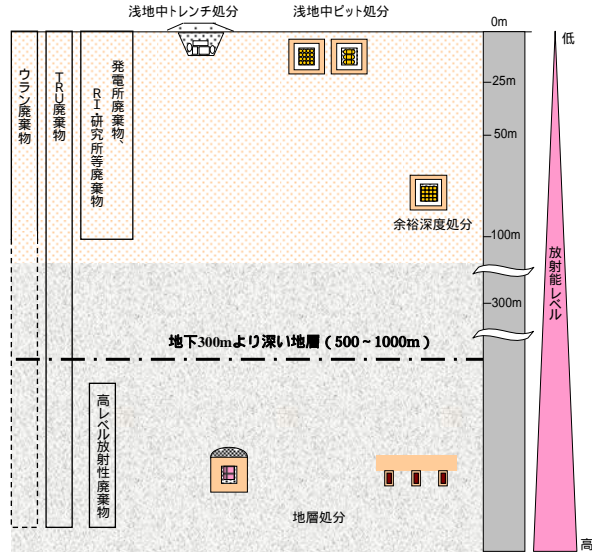 浅地中トレンチ処分
浅地中ピット処分
0m
低
ウラン廃棄物
TRU廃棄物
発電所廃棄物、
RI・研究所等廃棄物
-25m
50m
余裕深度処分
-100m
放射能レベル
-300m
地下300mより深い地層(500~1000m)
高レベル放射性廃棄物
地層処分
高